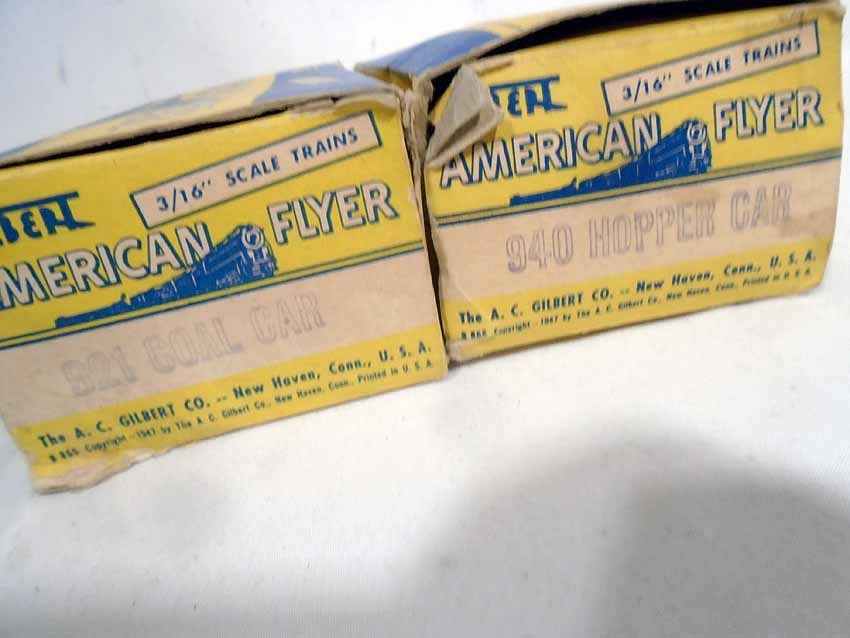 3/16" SCALE TRAINS
AMERICAN FLYER
921 COAL CAR
The A. C. GILBERT CO. -- New Haven, Conn., U. S. A.
Copyright - 1947 by The A. C. Gilbert Co., New Haven, Conn., Printed in U. S. A.
3/16" SCALE TRAINS
AMERICAN FLYER
940 HOPPER CAR
The A. C. GILBERT CO. -- New Haven, Conn., U. S. A.
Copyright - 1947 by The A. C. Gilbert Co., New Haven, Conn., Printed in U. S. A.